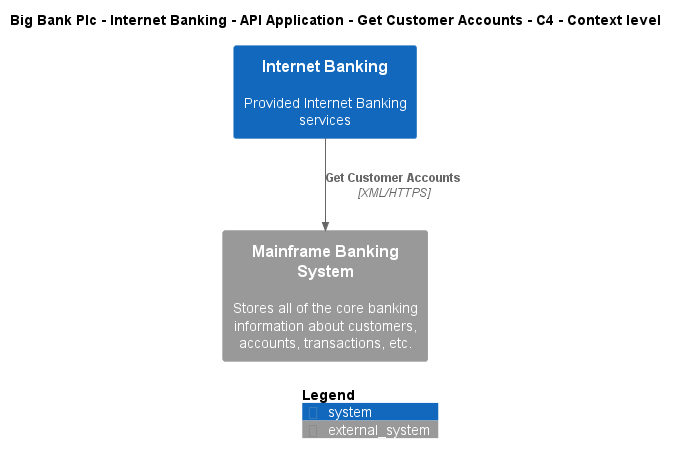 Big Bank Plc - Internet Banking - API Application - Get Customer Accounts - C4 - Context level
Internet Banking
Provided Internet Banking
services
Get Customer Accounts
[XML/HTTPS]
Mainframe Banking
System
Stores all of the core banking
information about customers,
accounts, transactions, etc.
Legend
system
external_system